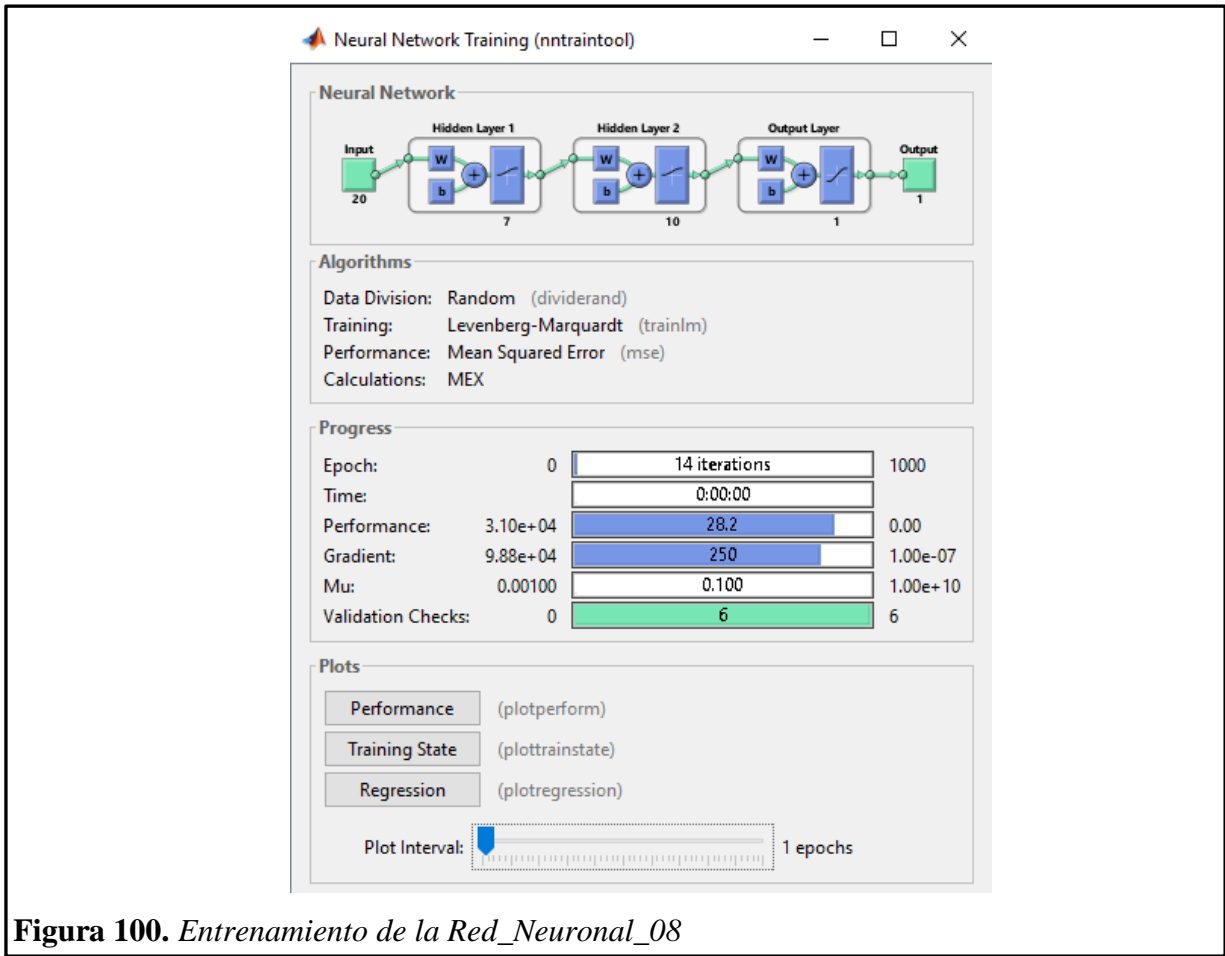 Neural Network Training (nntraintool)
Neural Network
Hidden Layer 1 Hidden Layer 2 Output Layer
Input Output
W W W
+ + +
b b b
20 7 10 1 1
Algorithms
Data Division: Random (dividerand)
Training: Levenberg-Marquardt (trainlm)
Performance: Mean Squared Error (mse)
Calculations: MEX
Progress
Epoch: 0 14 iterations 1000
Time: 0:00:00
Performance: 3.10e+04 28.2 0.00
Gradient: 9.88e+04 250 1.00e-07
Mu: 0.00100 0.100 1.00e+10
Validation Checks: 0 6 6
Plots
Performance (plotperform)
Training State (plottrainstate)
Regression (plotregression)
Plot Interval: 1 epochs
Figura 100. Entrenamiento de la Red_Neuronal_08